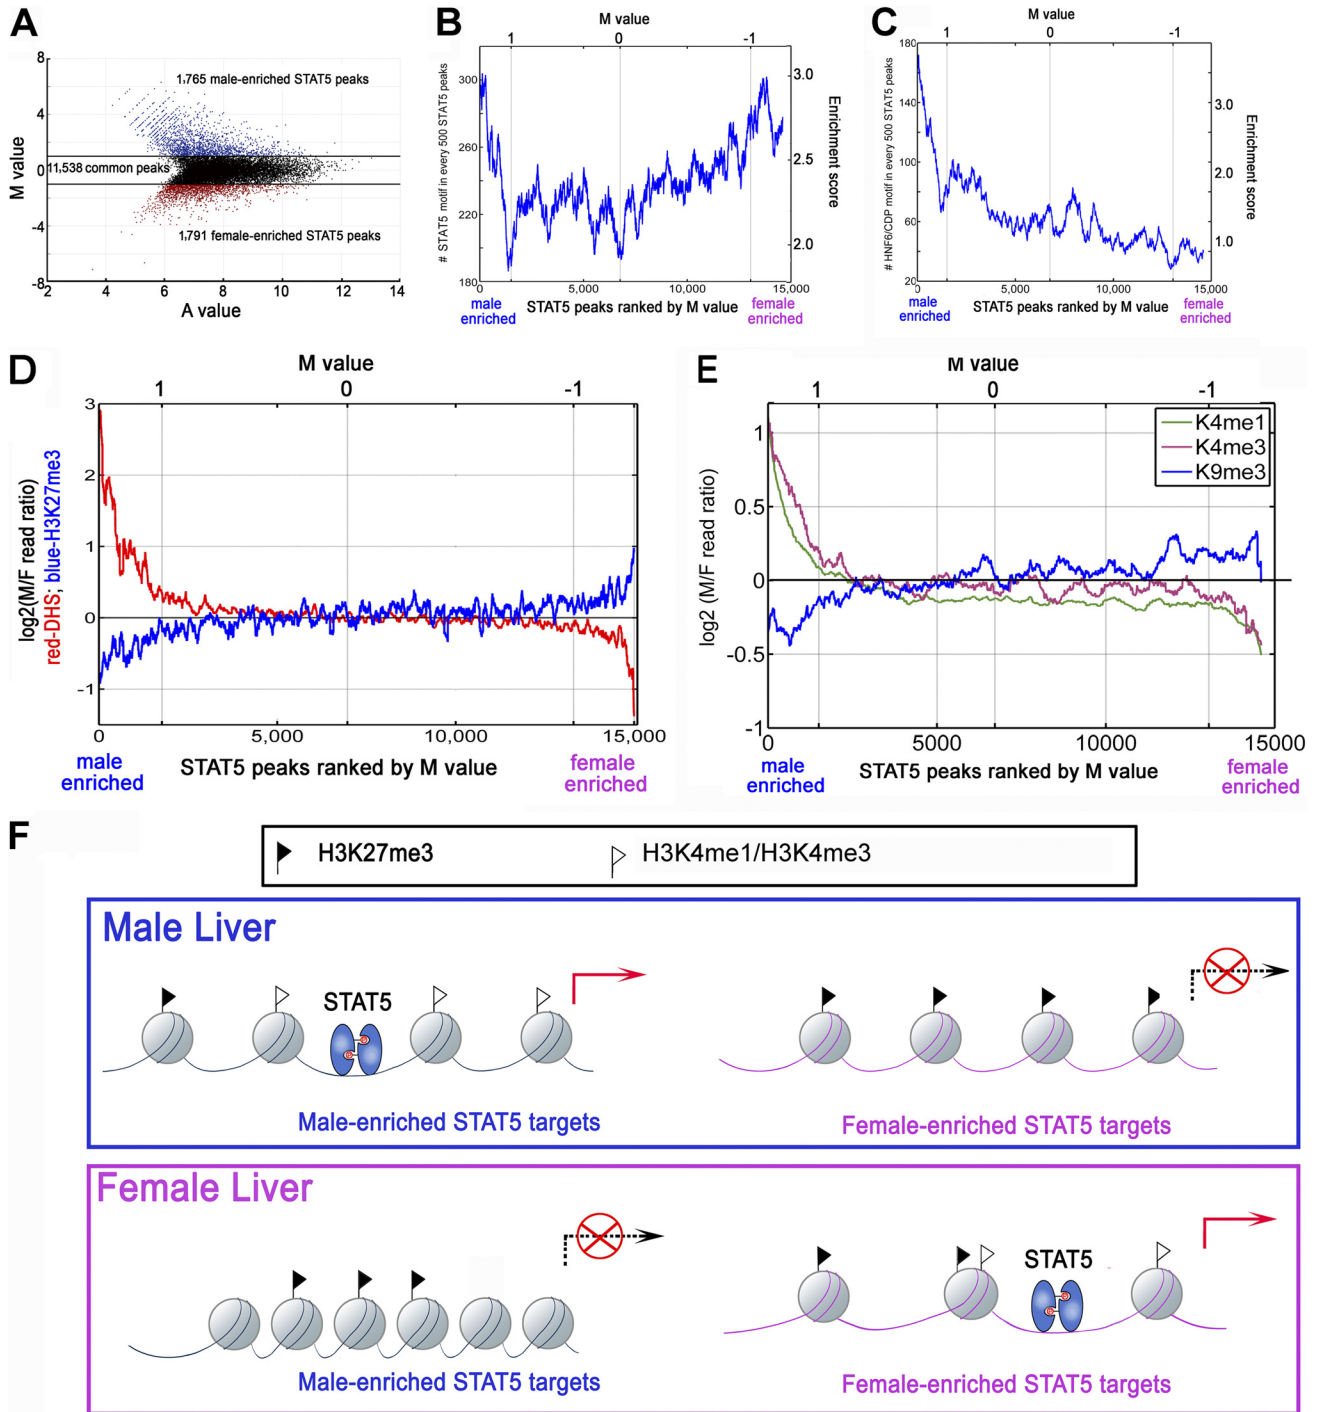 A
8
4
0
-4
-8
M value
1,765 male-enriched STAT5 peaks
11,538 common peaks
1,791 female-enriched STAT5 peaks
2 4 6 8 10 12 14
A value
B
M value
1 0 -1
# STAT5 motif in every 500 STAT5 peaks
300
260
220
180
3.0
2.5
2.0
Enrichment score
0 5,000 10,000 15,000
male enriched
STAT5 peaks ranked by M value
female enriched
C
M value
1 0 -1
# HNF6/CDP motif in every 500 STAT5 peaks
180
140
100
60
20
3.0
2.0
1.0
Enrichment score
0 5,000 10,000 15,000
male enriched
STAT5 peaks ranked by M value
female enriched
D
M value
1 0 -1
log2(M/F read ratio)
red-DHS; blue-H3K27me3
3
2
1
0
-1
0 5,000 10,000 15,000
male enriched
STAT5 peaks ranked by M value
female enriched
E
M value
1 0 -1
log2 (M/F read ratio)
1
0.5
0
-0.5
-1
K4me1
K4me3
K9me3
0 5000 10000 15000
male enriched
STAT5 peaks ranked by M value
female enriched
F
H3K27me3
H3K4me1/H3K4me3
Male Liver
STAT5
Male-enriched STAT5 targets
Female-enriched STAT5 targets
Female Liver
STAT5
Male-enriched STAT5 targets
Female-enriched STAT5 targets